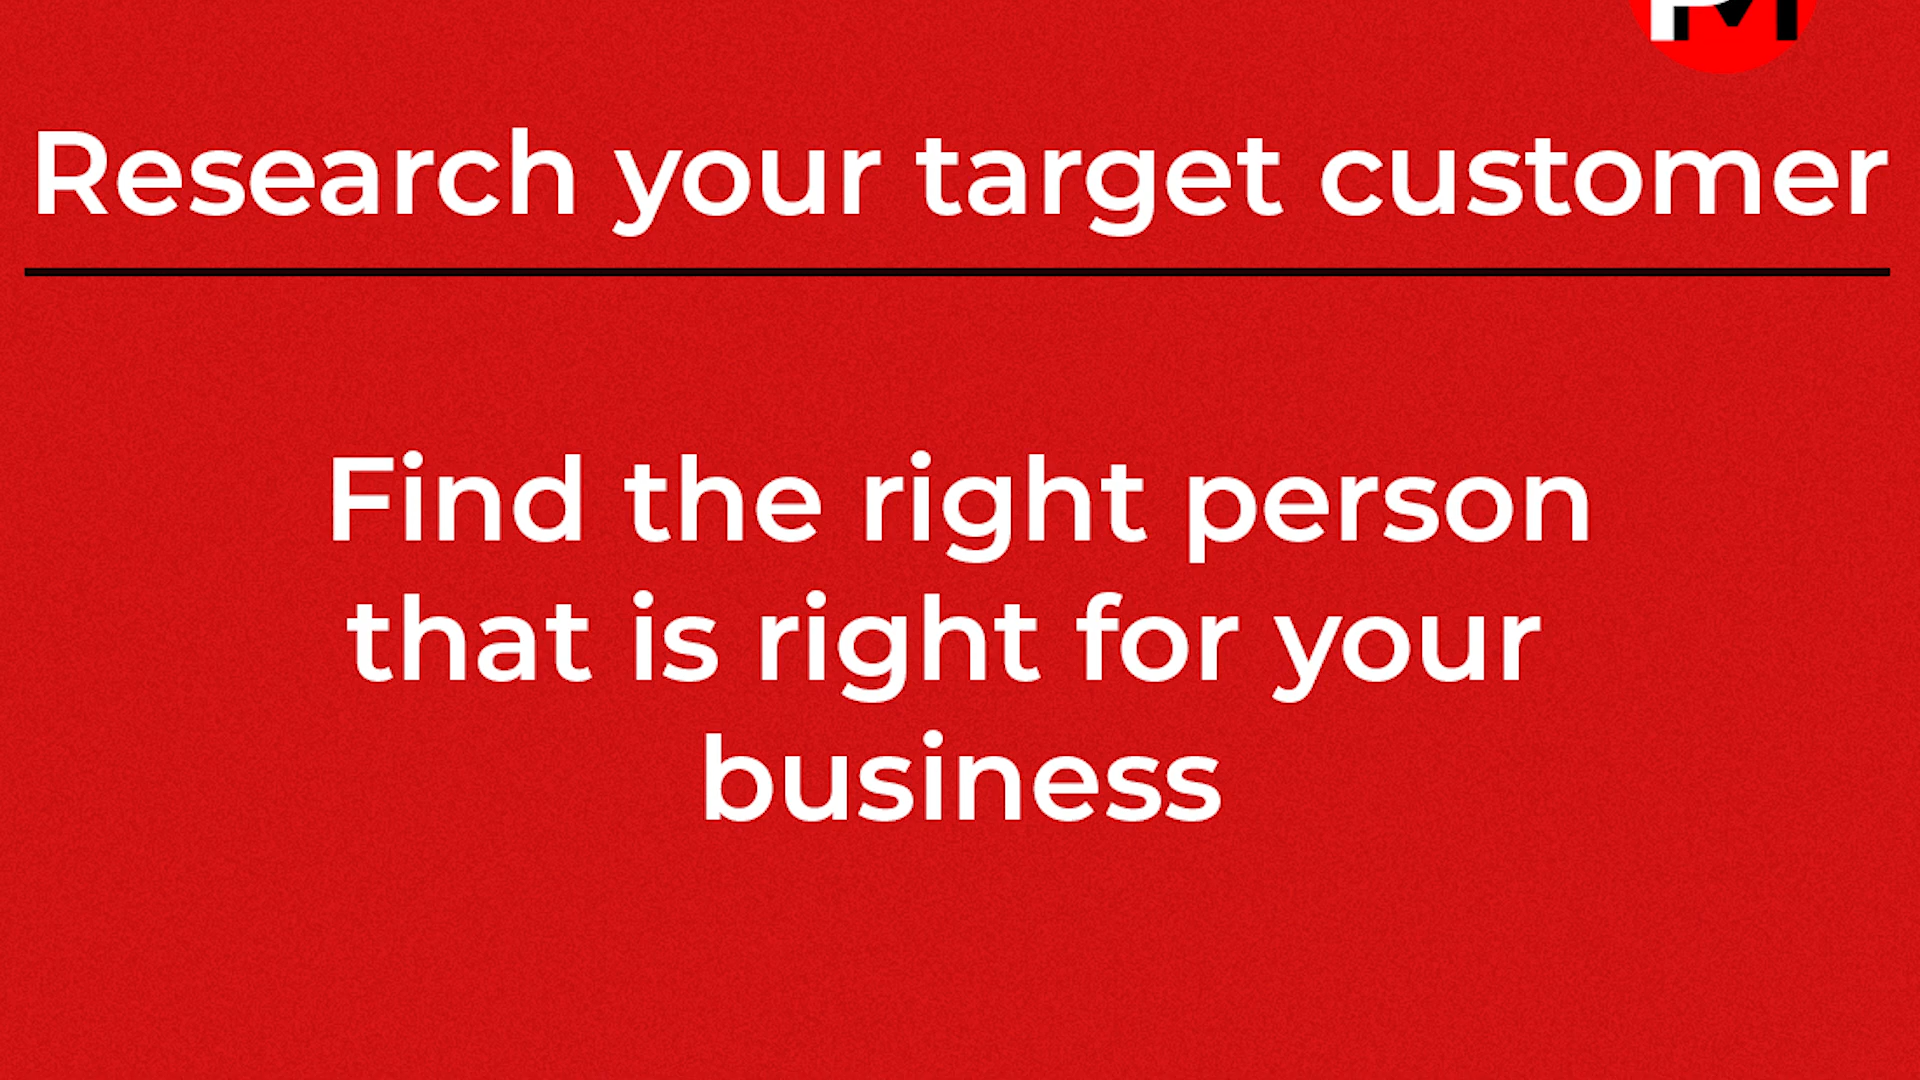 Research your target customer
Find the right person
that is right for your
business